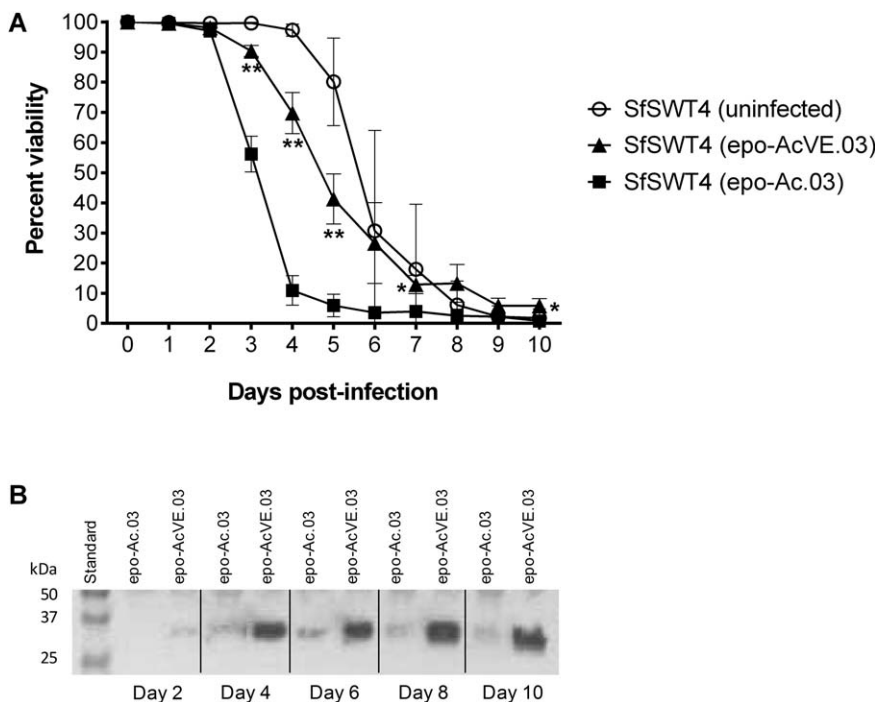 A
100
90
80
70
60
50
40
30
20
10
0
Percent viability
**
**
**
*
*
0 1 2 3 4 5 6 7 8 9 10
Days post-infection
SfSWT4 (uninfected)
SfSWT4 (epo-AcVE.03)
SfSWT4 (epo-Ac.03)
B
kDa
Standard
epo-Ac.03
epo-AcVE.03
epo-Ac.03
epo-AcVE.03
epo-Ac.03
epo-AcVE.03
epo-Ac.03
epo-AcVE.03
epo-Ac.03
epo-AcVE.03
50
37
25
Day 2 Day 4 Day 6 Day 8 Day 10